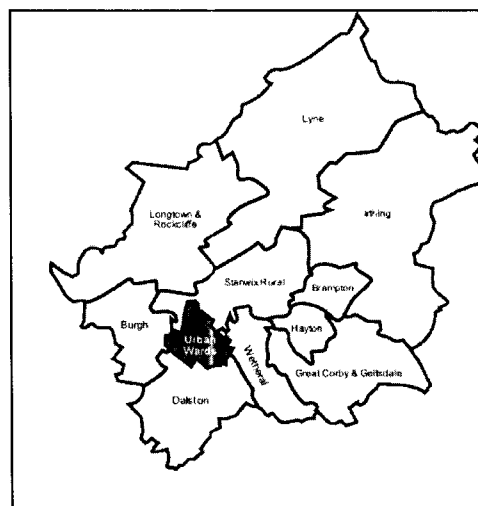 Lyne
Irthing
Longtown &
Rockcliffe
Stanwix Rural
Brampton
Burgh
Urban
Wards
Hayton
Wetheral
Great Corby & Geltsdale
Dalston